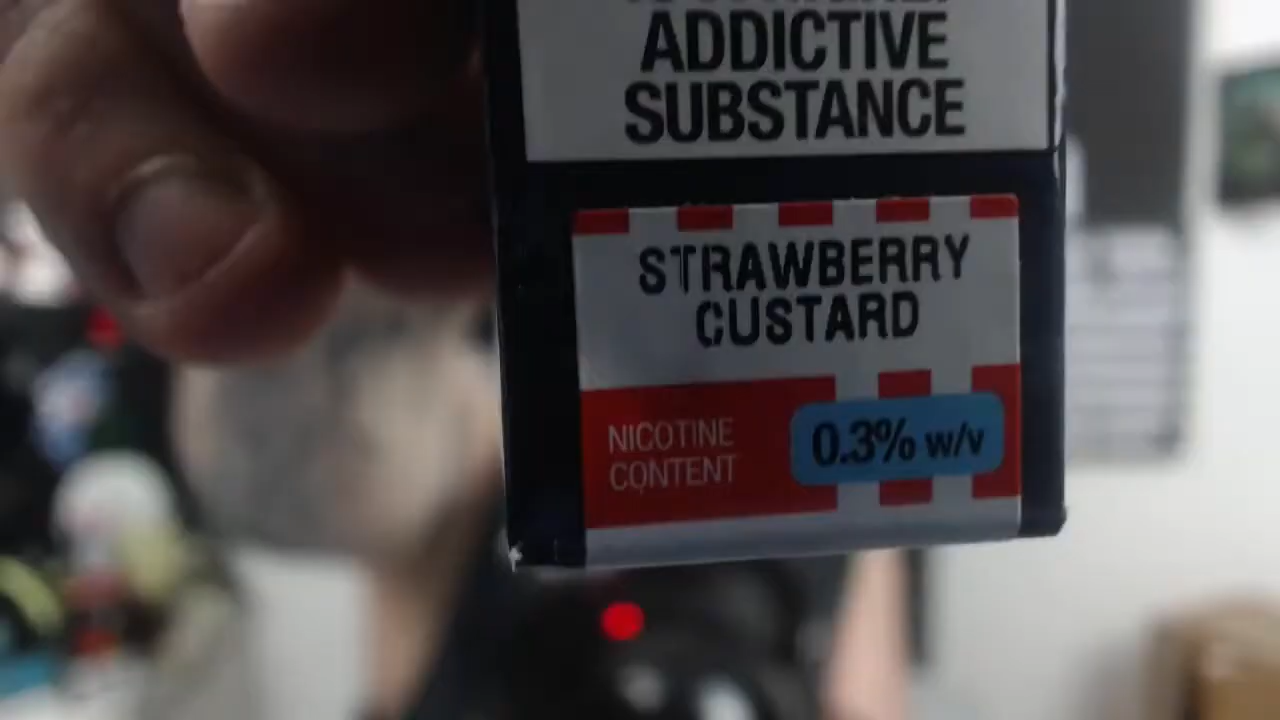 ADDICTIVE
SUBSTANCE
STRAWBERRY
CUSTARD
NICOTINE
CONTENT
0.3% w/v